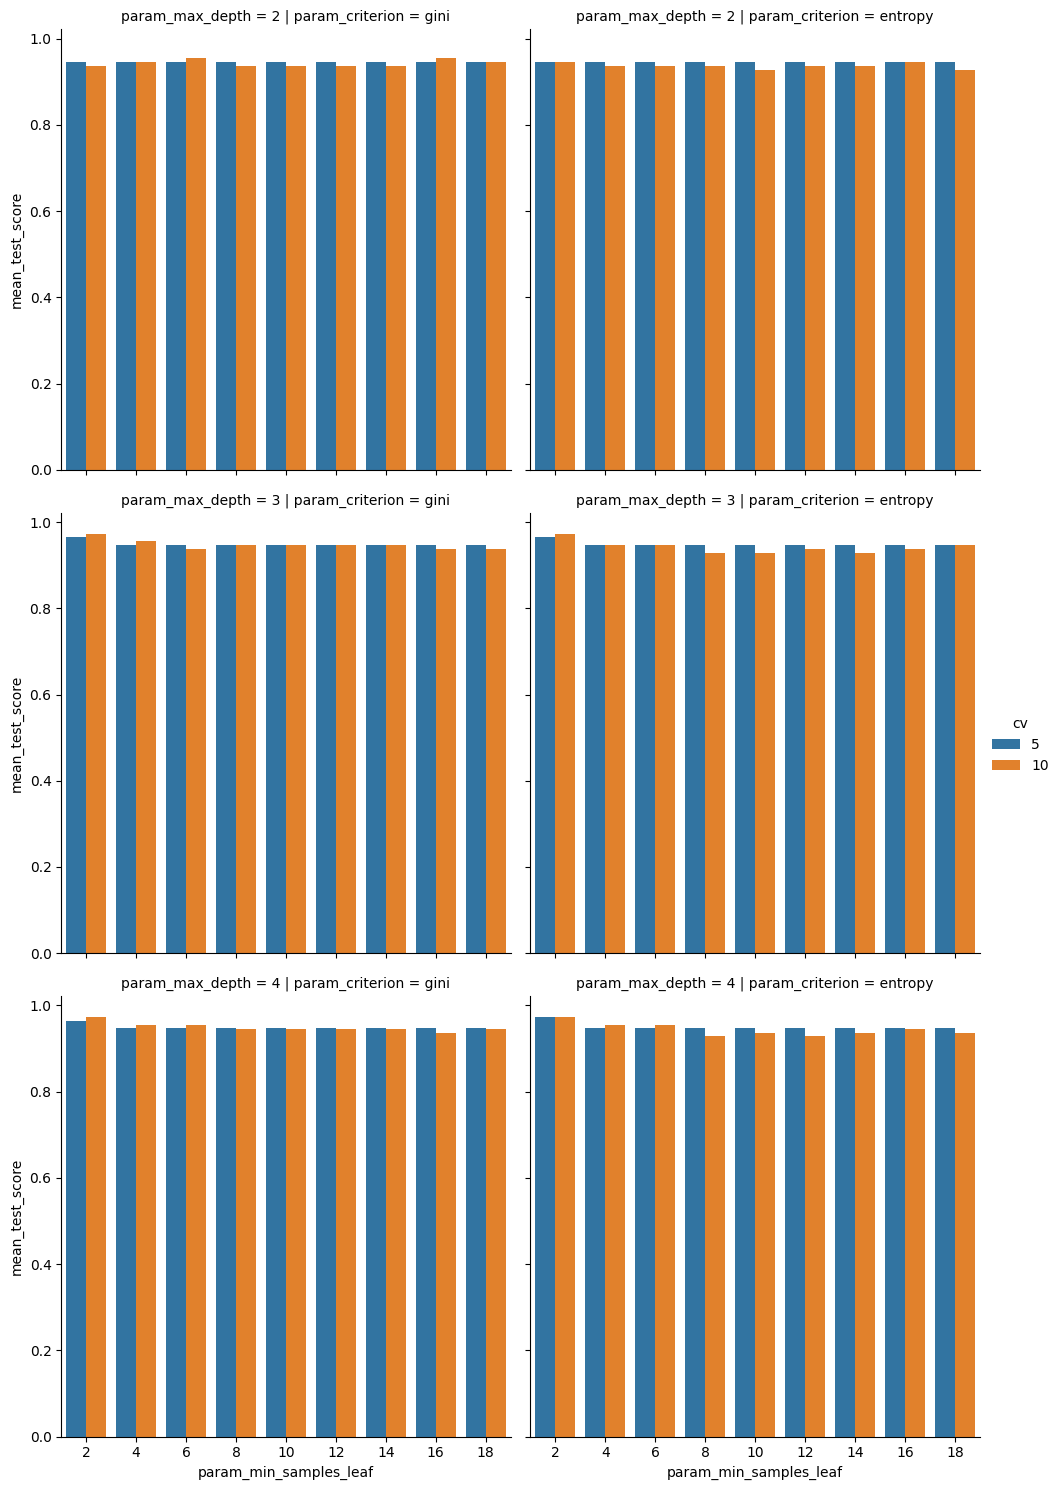 param_max_depth = 2 | param_criterion = gini
param_max_depth = 2 | param_criterion = entropy
1.0
0.8
0.6
0.4
0.2
0.0
mean_test_score
param_max_depth = 3 | param_criterion = gini
param_max_depth = 3 | param_criterion = entropy
1.0
0.8
0.6
0.4
0.2
0.0
mean_test_score
cv
5
10
param_max_depth = 4 | param_criterion = gini
param_max_depth = 4 | param_criterion = entropy
1.0
0.8
0.6
0.4
0.2
0.0
mean_test_score
2 4 6 8 10 12 14 16 18
param_min_samples_leaf
2 4 6 8 10 12 14 16 18
param_min_samples_leaf